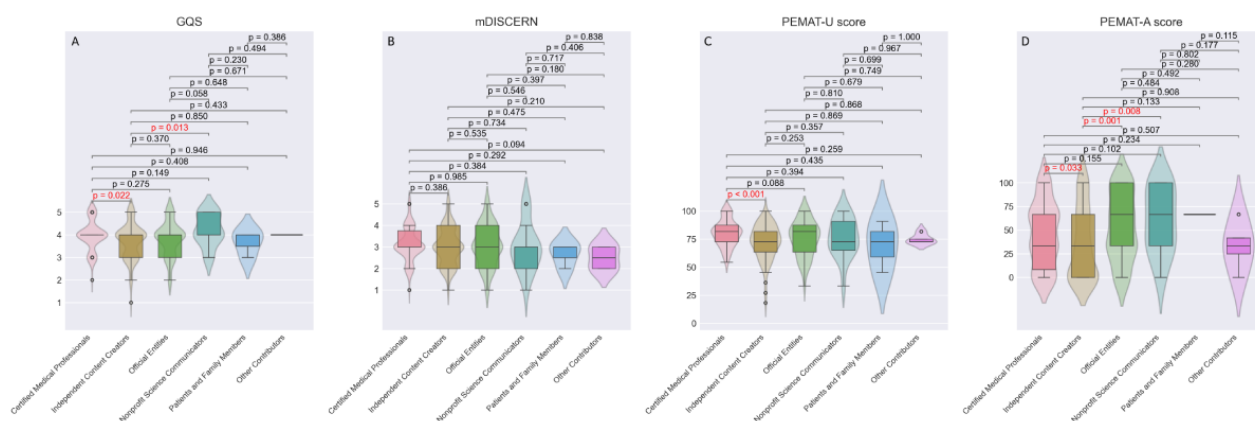 GQS
A
p = 0.386
p = 0.494
p = 0.230
p = 0.671
p = 0.648
p = 0.058
p = 0.433
p = 0.850
p = 0.013
p = 0.370
p = 0.946
p = 0.408
p = 0.149
p = 0.275
p = 0.022
5
4
3
2
1
Certified Medical Professionals
Independent Content Creators
Official Entities
Nonprofit Science Communicators
Patients and Family Members
Other Contributors
mDISCERN
B
p = 0.838
p = 0.406
p = 0.717
p = 0.180
p = 0.397
p = 0.546
p = 0.210
p = 0.475
p = 0.734
p = 0.535
p = 0.094
p = 0.292
p = 0.384
p = 0.985
p = 0.386
5
4
3
2
1
Certified Medical Professionals
Independent Content Creators
Official Entities
Nonprofit Science Communicators
Patients and Family Members
Other Contributors
PEMAT-U score
C
p = 1.000
p = 0.967
p = 0.699
p = 0.749
p = 0.679
p = 0.810
p = 0.868
p = 0.869
p = 0.357
p = 0.253
p = 0.259
p = 0.435
p = 0.394
p = 0.088
p < 0.001
100
75
50
25
0
Certified Medical Professionals
Independent Content Creators
Official Entities
Nonprofit Science Communicators
Patients and Family Members
Other Contributors
PEMAT-A score
D
p = 0.115
p = 0.177
p = 0.802
p = 0.280
p = 0.492
p = 0.484
p = 0.908
p = 0.133
p = 0.008
p = 0.001
p = 0.507
p = 0.234
p = 0.102
p = 0.155
p = 0.033
100
75
50
25
0
Certified Medical Professionals
Independent Content Creators
Official Entities
Nonprofit Science Communicators
Patients and Family Members
Other Contributors